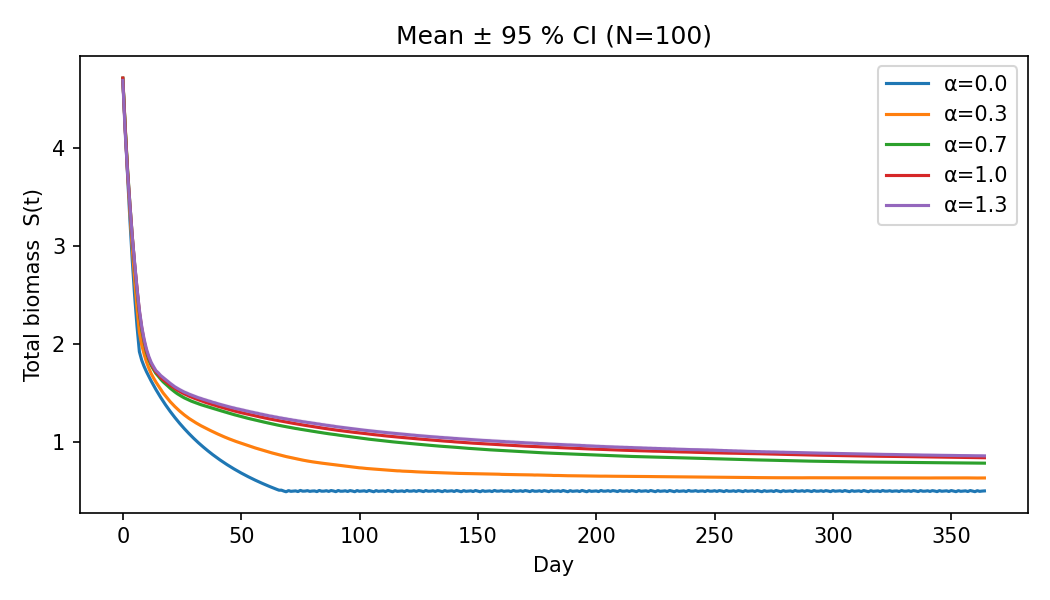 Mean ± 95 % CI (N=100)
Total biomass  S(t)
4
3
2
1
0
50
100
150
200
250
300
350
Day
α=0.0
α=0.3
α=0.7
α=1.0
α=1.3